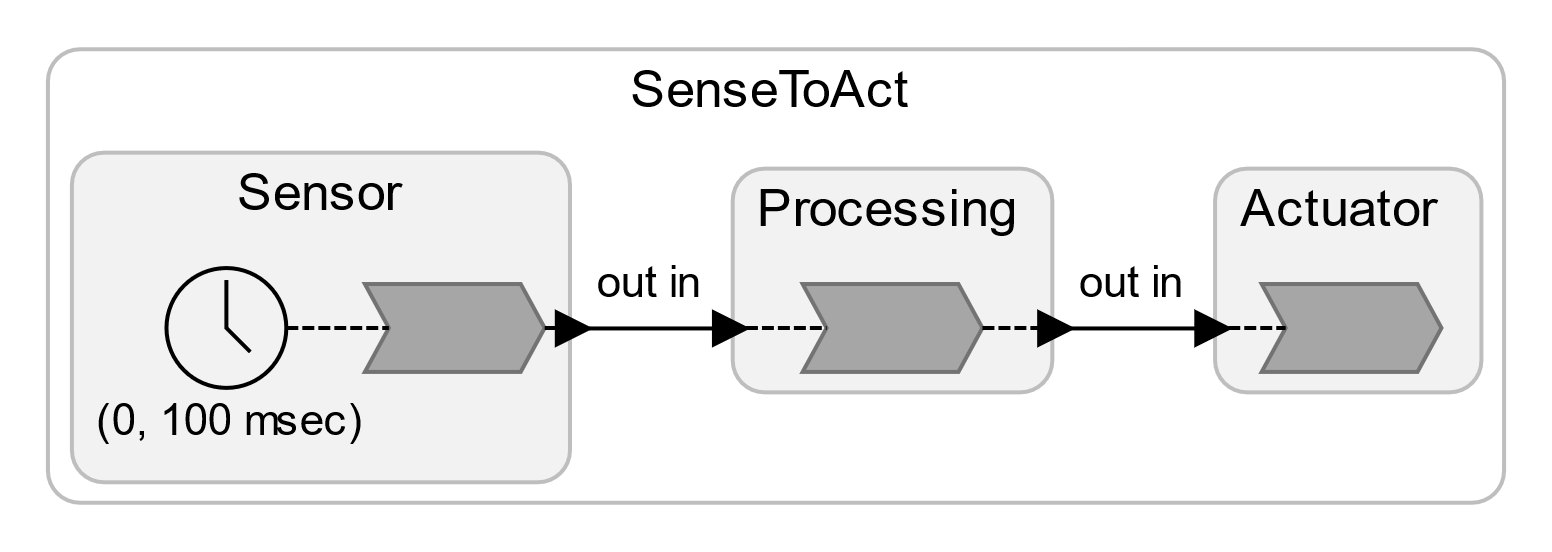 SenseToAct
Sensor
(0, 100 msec)
out in
Processing
out in
Actuator